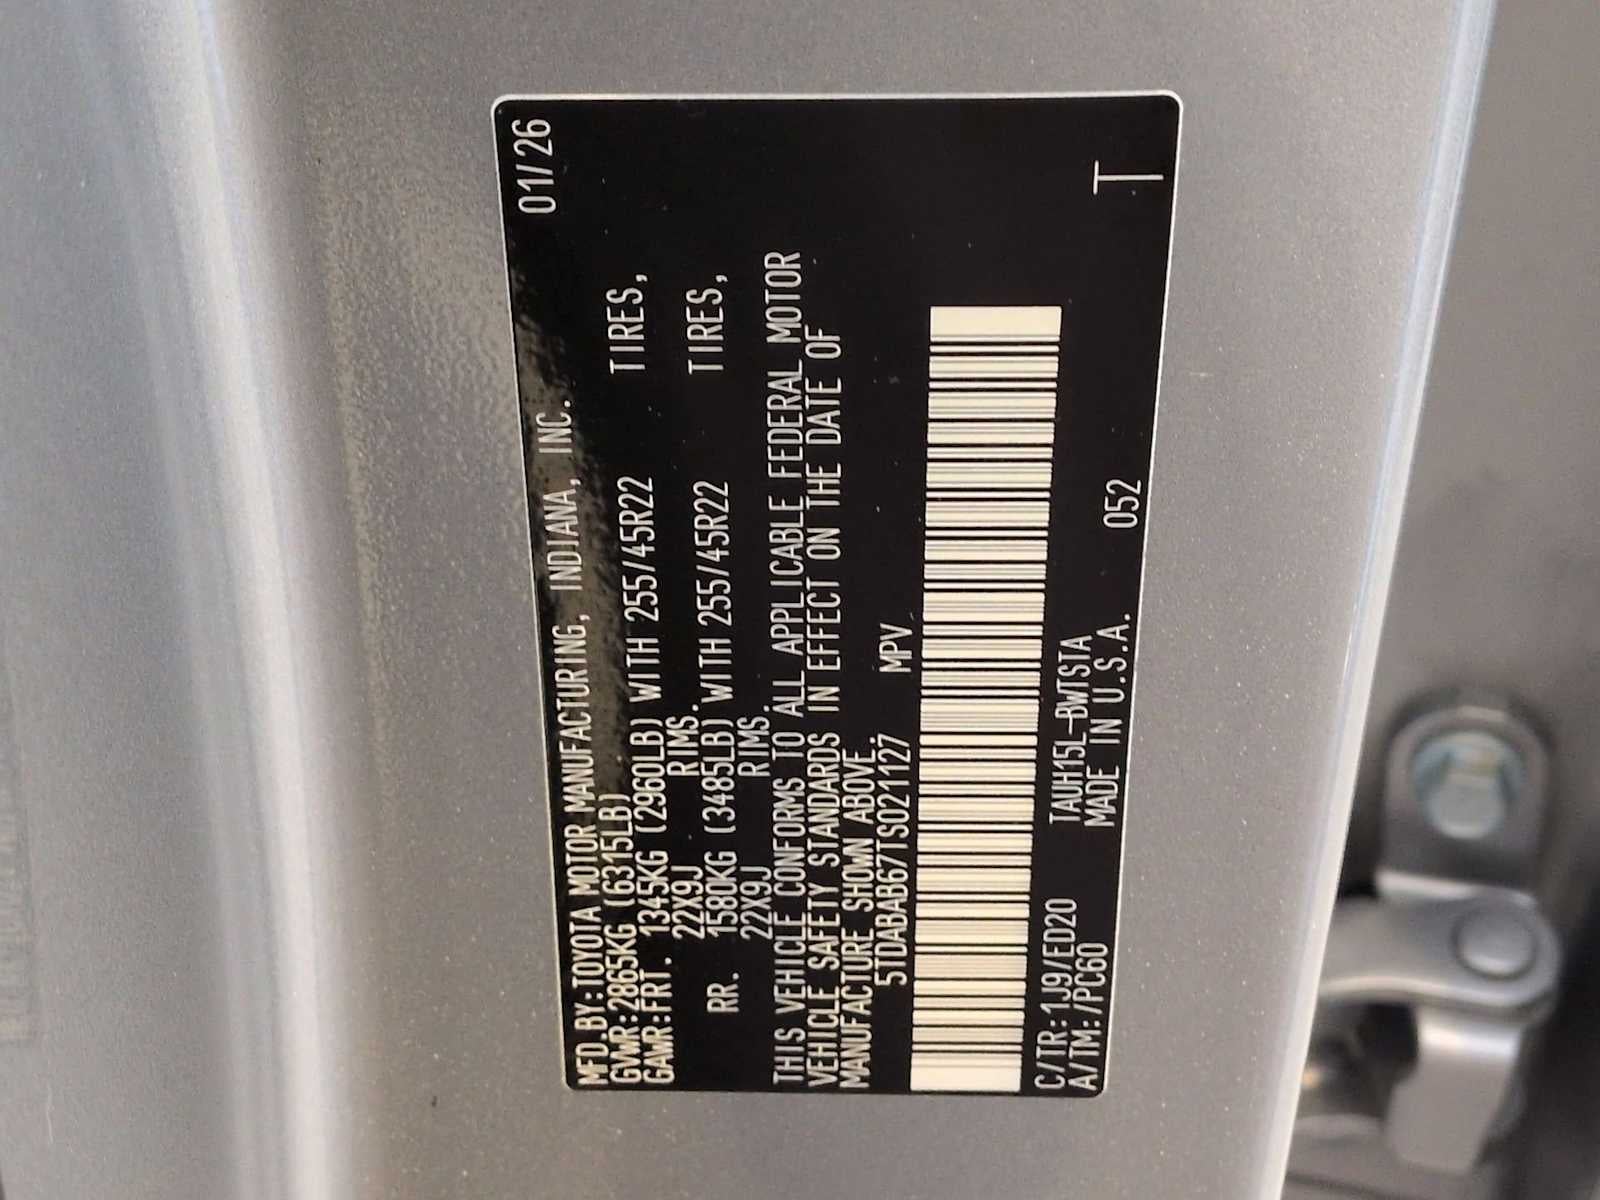 MFD.BY:TOYOTA MOTOR MANUFACTURING, INDIANA, INC. 01/26
GVWR:2865KG (6315LB)
GAWR:FRT. 1345KG (2960LB) WITH 255/45R22 TIRES,
22X9J RIMS.
RR. 1580KG (3485LB) WITH 255/45R22 TIRES,
22X9J RIMS.
THIS VEHICLE CONFORMS TO ALL APPLICABLE FEDERAL MOTOR
VEHICLE SAFETY STANDARDS IN EFFECT ON THE DATE OF
MANUFACTURE SHOWN ABOVE.
5TDABAB67TS021127 MPV
C/TR:1J9/ED20 TAUH15L-BWTSTA
A/TM:/PC60 MADE IN U.S.A. 052 T